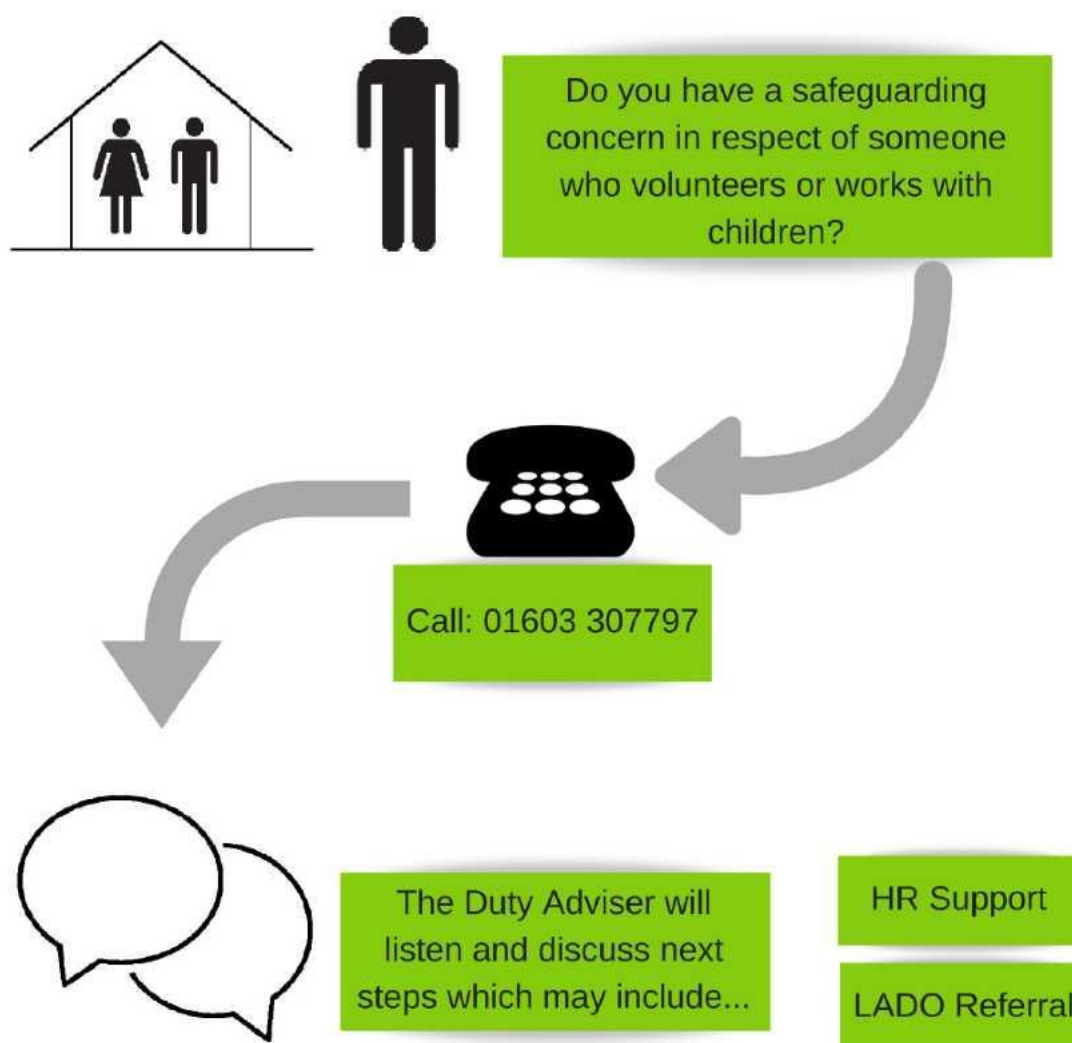 Do you have a safeguarding
concern in respect of someone
who volunteers or works with
children?
Call: 01603 307797
The Duty Adviser will
listen and discuss next
steps which may include...
HR Support
LADO Referral